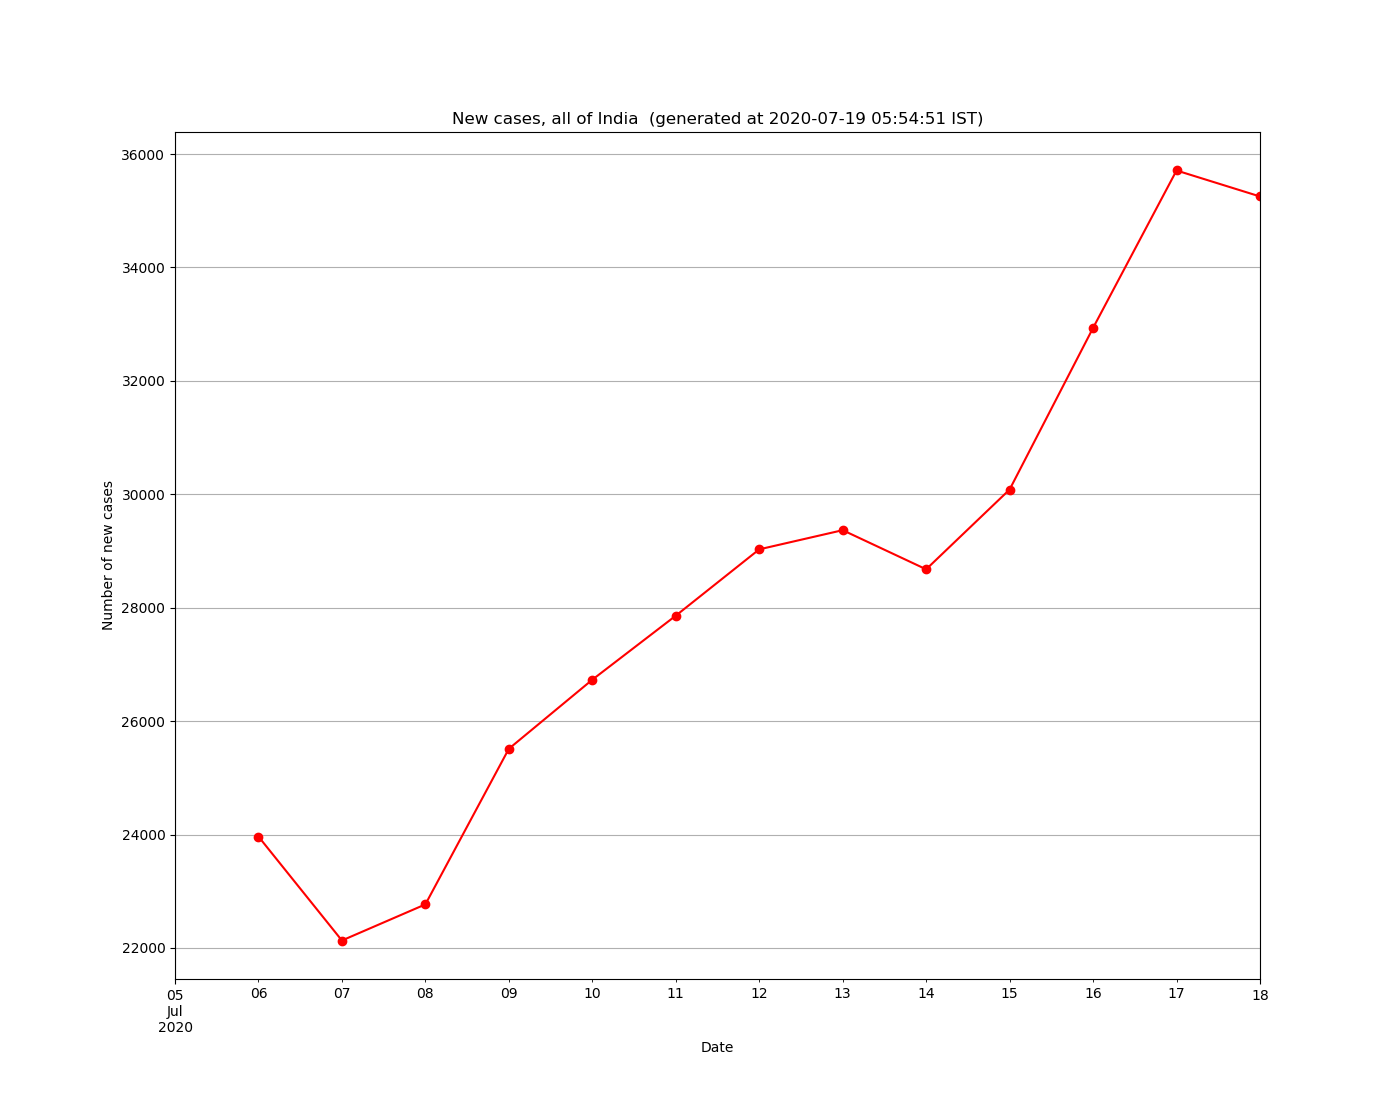 New cases, all of India  (generated at 2020-07-19 05:54:51 IST)
36000
34000
32000
30000
28000
26000
24000
22000
Number of new cases
05 06 07 08 09 10 11 12 13 14 15 16 17 18
Jul
2020
Date